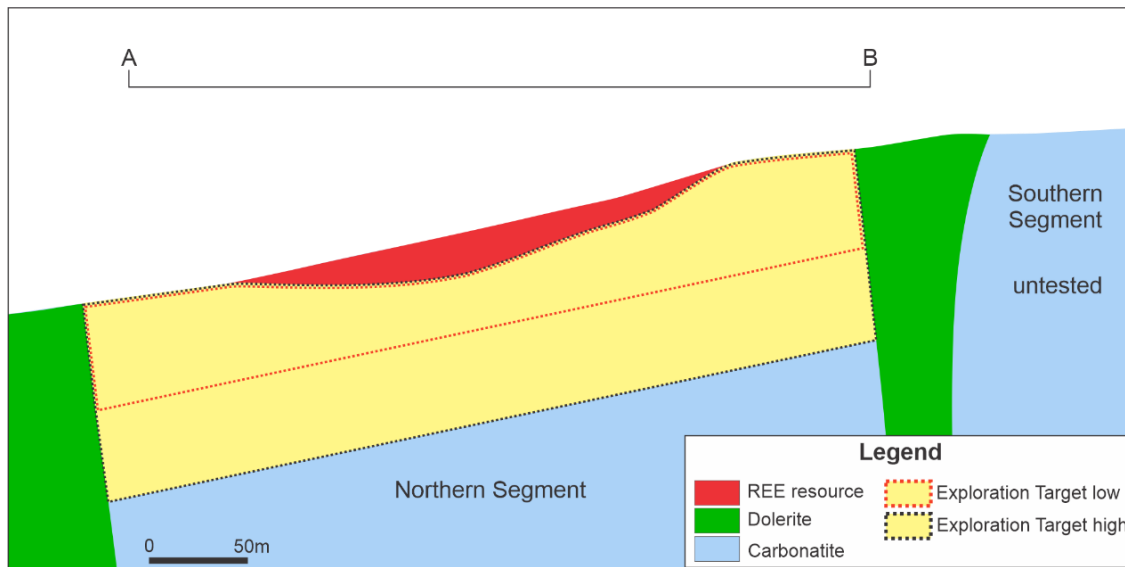 A
B
Southern
Segment
untested
Northern Segment
0
50m
Legend
REE resource
Dolerite
Carbonatite
Exploration Target low
Exploration Target high